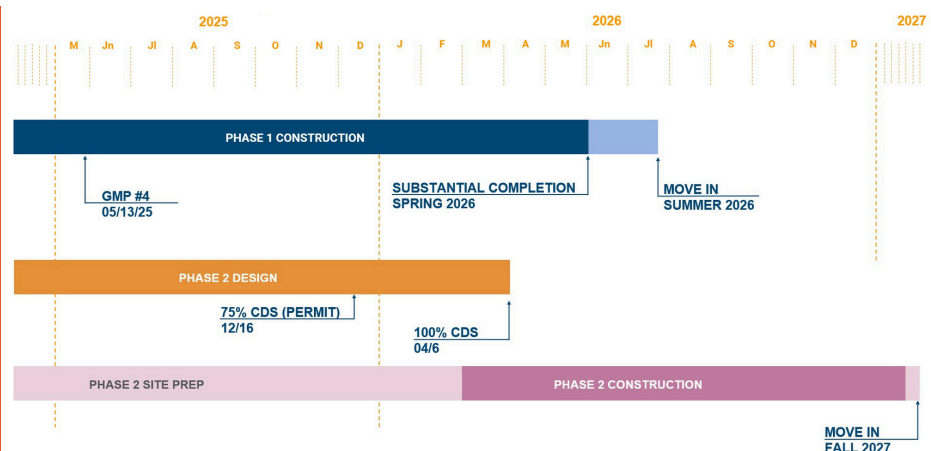 2025
2026
2027
M Jn Jl A S O N D J F M A M Jn Jl A S O N D
PHASE 1 CONSTRUCTION
GMP #4
05/13/25
SUBSTANTIAL COMPLETION
SPRING 2026
MOVE IN
SUMMER 2026
PHASE 2 DESIGN
75% CDS (PERMIT)
12/16
100% CDS
04/6
PHASE 2 SITE PREP
PHASE 2 CONSTRUCTION
MOVE IN
FALL 2027